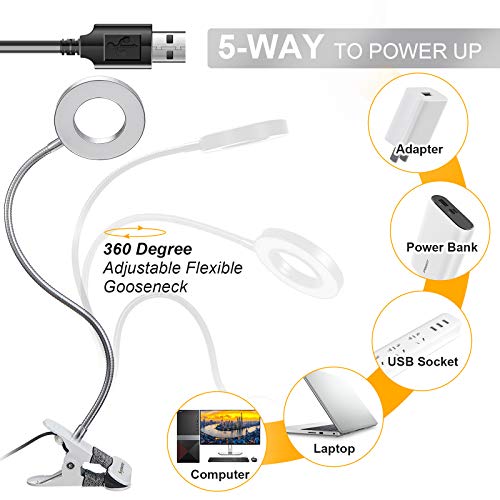 5-WAY TO POWER UP
Adapter
Power Bank
360 Degree
Adjustable Flexible
Gooseneck
USB Socket
Laptop
Computer